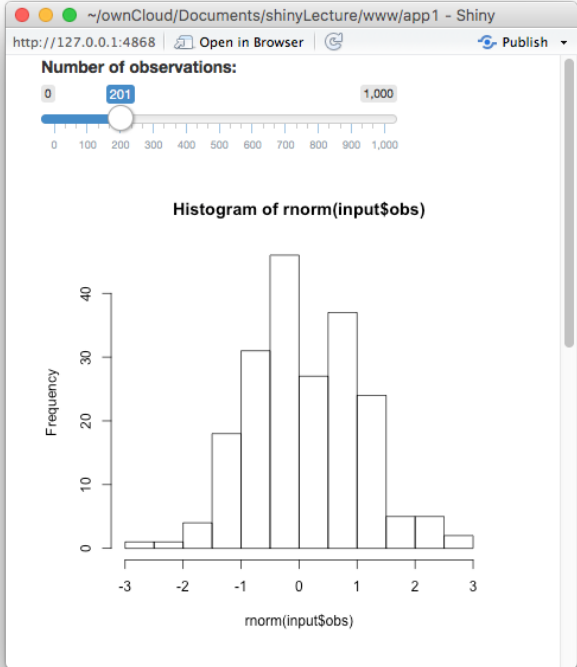 ~/ownCloud/Documents/shinyLecture/www/app1 - Shiny
http://127.0.0.1:4868 Open in Browser Publish
Number of observations:
0 201 1,000
0 100 200 300 400 500 600 700 800 900 1,000
Histogram of rnorm(input$obs)
Frequency
40
30
20
10
0
-3 -2 -1 0 1 2 3
rnorm(input$obs)